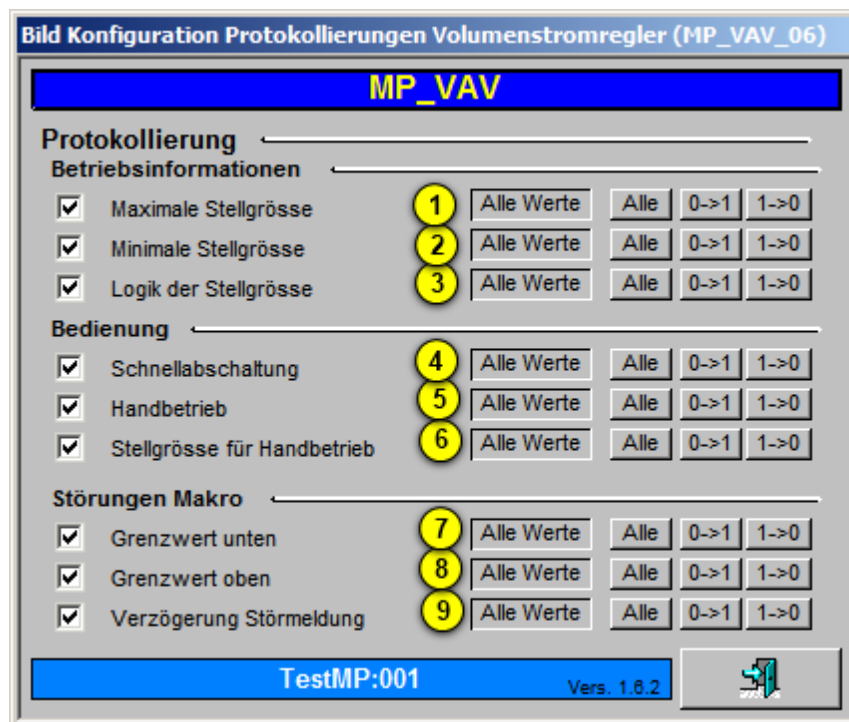 Bild Konfiguration Protokollierungen Volumenstromregler (MP_VAV_06)
MP_VAV
Protokollierung
Betriebsinformationen
Maximale Stellgrösse 1 Alle Werte Alle 0->1 1->0
Minimale Stellgrösse 2 Alle Werte Alle 0->1 1->0
Logik der Stellgrösse 3 Alle Werte Alle 0->1 1->0
Bedienung
Schnellabschaltung 4 Alle Werte Alle 0->1 1->0
Handbetrieb 5 Alle Werte Alle 0->1 1->0
Stellgrösse für Handbetrieb 6 Alle Werte Alle 0->1 1->0
Störungen Makro
Grenzwert unten 7 Alle Werte Alle 0->1 1->0
Grenzwert oben 8 Alle Werte Alle 0->1 1->0
Verzögerung Störmeldung 9 Alle Werte Alle 0->1 1->0
TestMP:001 Vers. 1.6.2